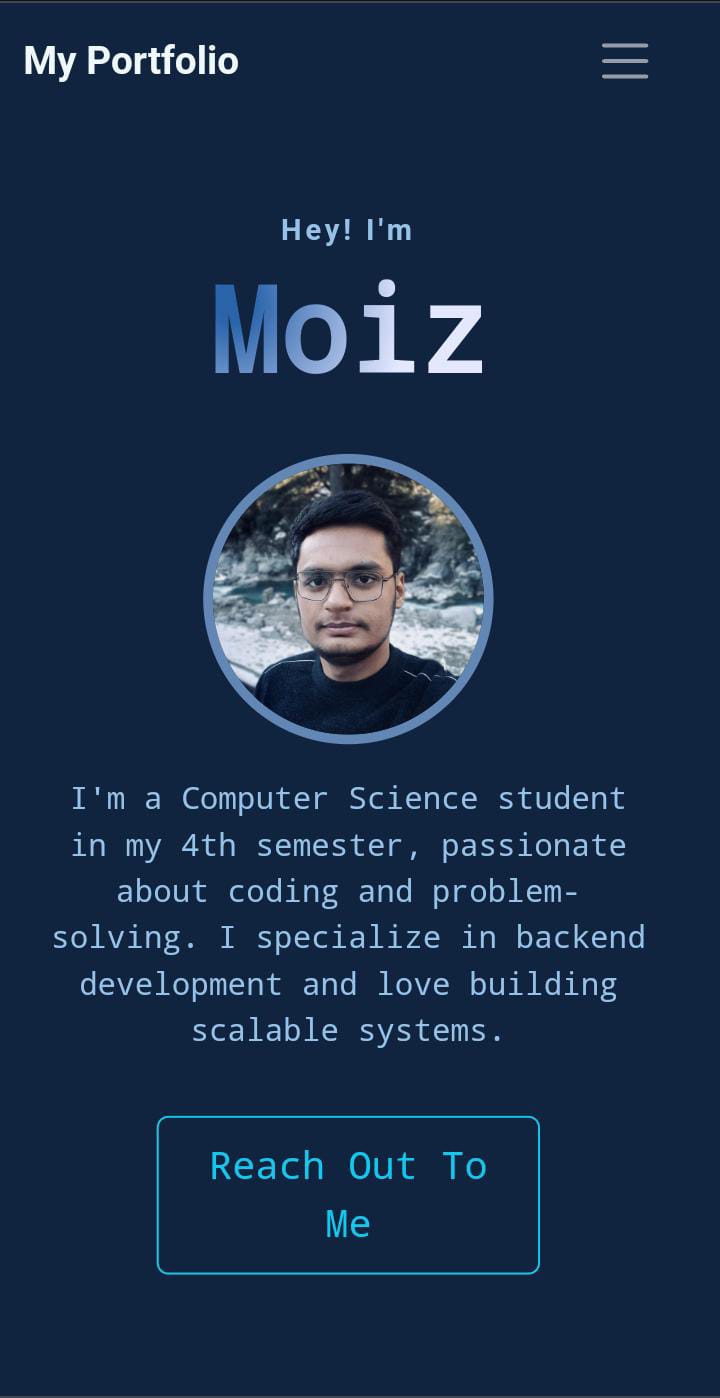 My Portfolio
Hey! I'm
Moiz
I'm a Computer Science student
in my 4th semester, passionate
about coding and problem-
solving. I specialize in backend
development and love building
scalable systems.
Reach Out To
Me